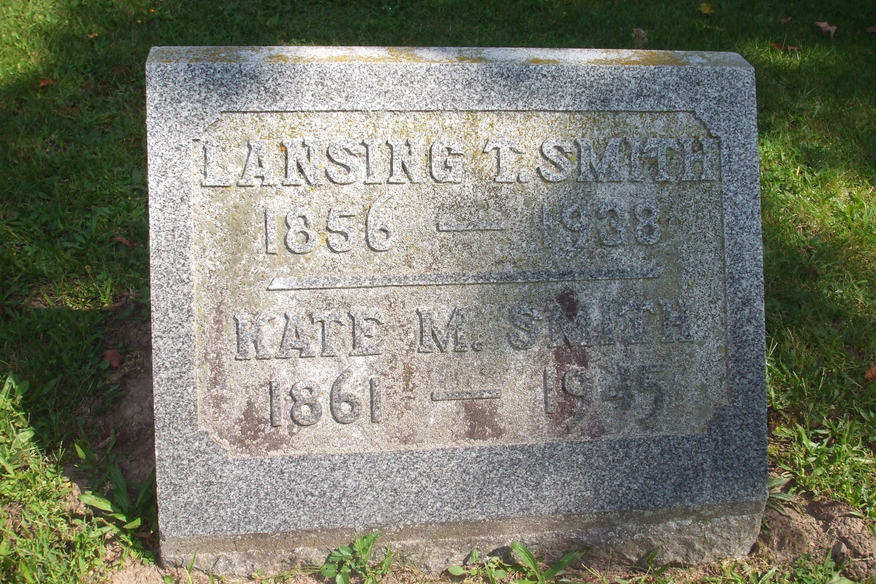 LANSING T. SMITH
1856 — 1938
KATE M. SMITH
1861 — 1945